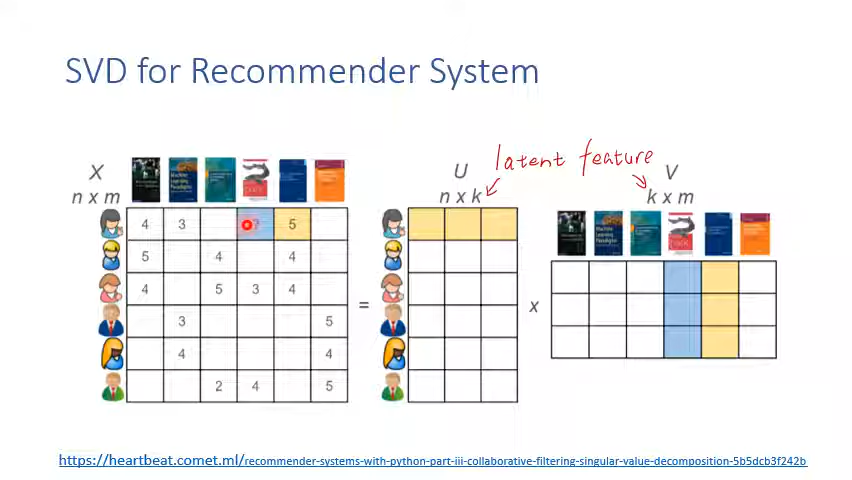 SVD for Recommender System
latent feature
X
n x m
U
n x k
V
k x m
4 3 ? 5
5 4 4
4 5 3 4
3 5
4 4
2 4 5
=
x
https://heartbeat.comet.ml/recommender-systems-with-python-part-iii-collaborative-filtering-singular-value-decomposition-5b5dcb3f242b